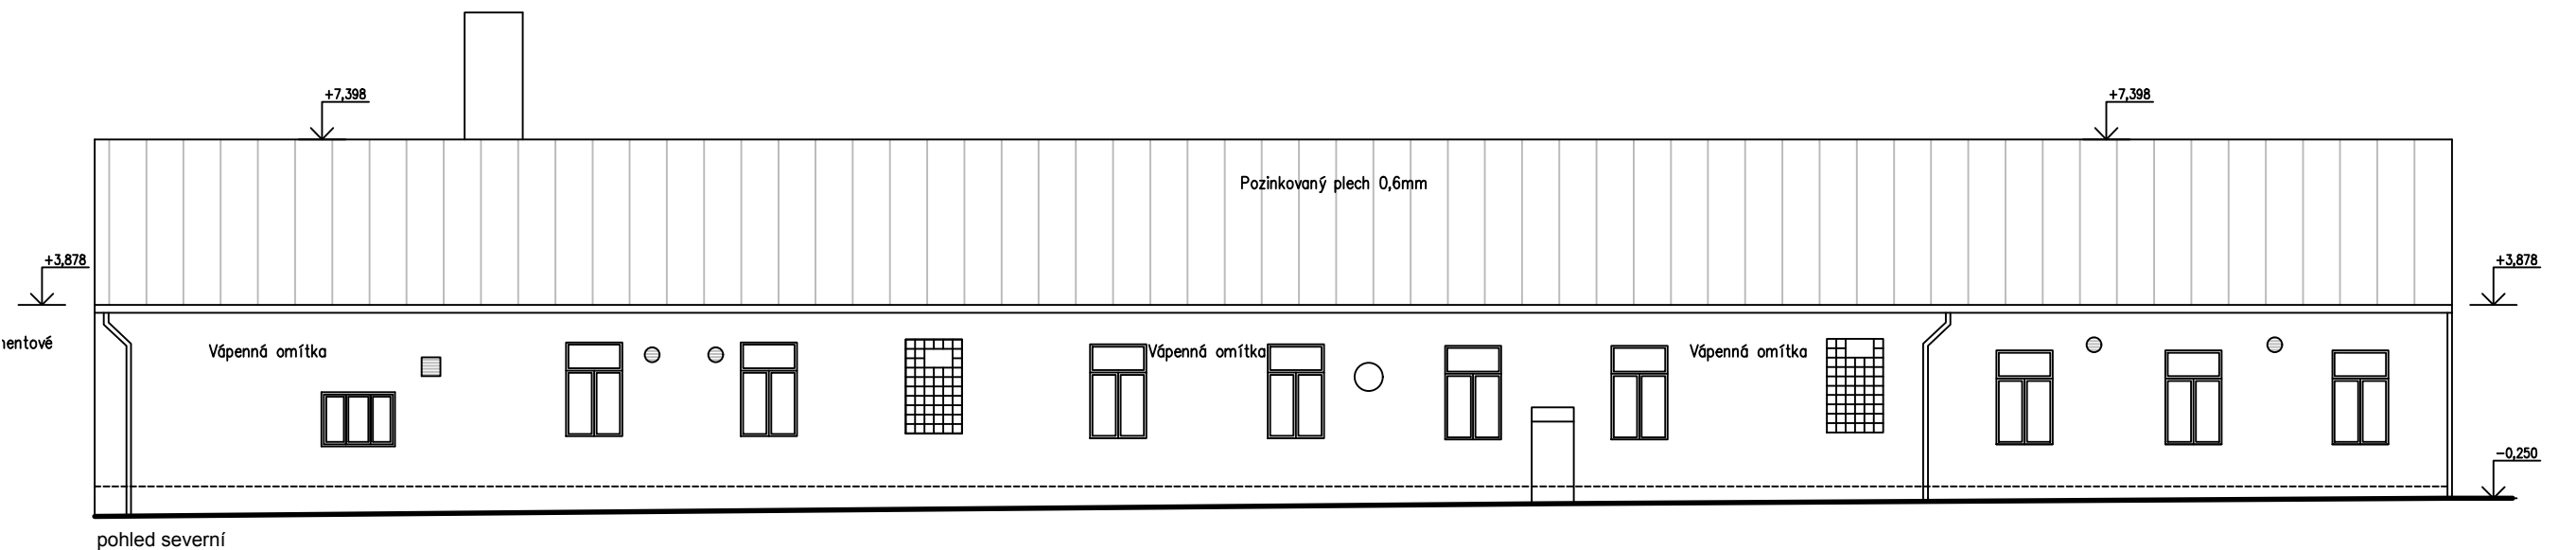 +7,398
+7,398
Pozinkovaný plech 0,6mm
+3,878
+3,878
Vápenná omítka
Vápenná omítka
Vápenná omítka
-0,250
pohled severní